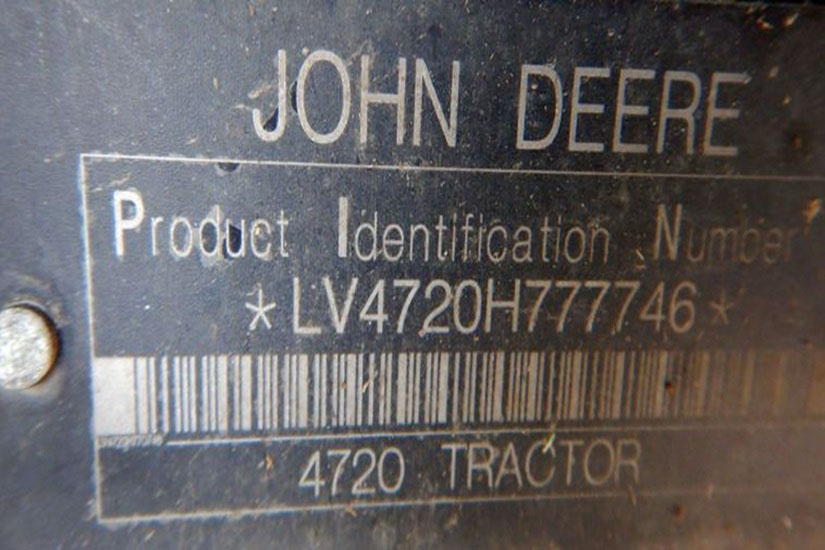 JOHN DEERE
Product Identification Number
*LV4720H777746*
4720 TRACTOR